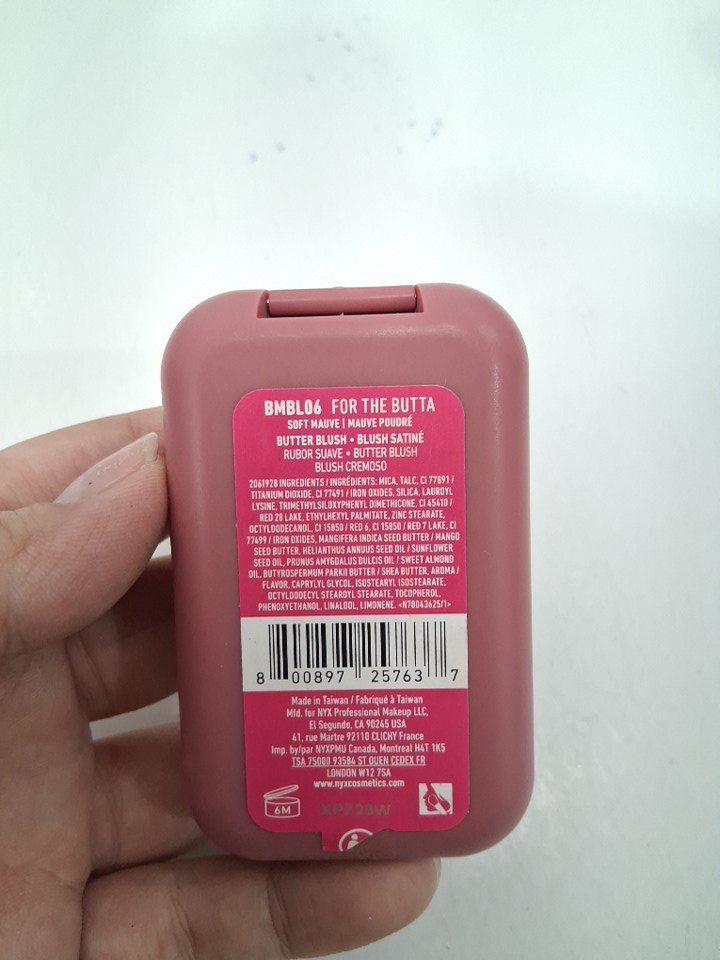 BMBL06 FOR THE BUTTA
SOFT MAUVE | MAUVE POUDRÉ
BUTTER BLUSH • BLUSH SATINÉ
RUBOR SUAVE • BUTTER BLUSH
BLUSH CREMOSO
2061928 INGREDIENTS / INGRÉDIENTS: MICA, TALC, CI 77891 /
TITANIUM DIOXIDE, CI 77491 / IRON OXIDES, SILICA, LAUROYL
LYSINE, TRIMETHYLSILOXYPHENYL DIMETHICONE, CI 45410 /
RED 28 LAKE, ETHYLHEXYL PALMITATE, ZINC STEARATE,
OCTYLDODECANOL, CI 15850 / RED 6, CI 15850 / RED 7 LAKE, CI
77499 / IRON OXIDES, MANGIFERA INDICA SEED BUTTER / MANGO
SEED BUTTER, HELIANTHUS ANNUUS SEED OIL / SUNFLOWER
SEED OIL, PRUNUS AMYGDALUS DULCIS OIL / SWEET ALMOND
OIL, BUTYROSPERMUM PARKII BUTTER / SHEA BUTTER, AROMA /
FLAVOR, CAPRYLYL GLYCOL, ISOSTEARYL ISOSTEARATE,
OCTYLDODECYL STEAROYL STEARATE, TOCOPHEROL,
PHENOXYETHANOL, LINALOOL, LIMONENE. <N70043625/1>
8 00897 25763 7
Made in Taiwan / Fabriqué à Taiwan
Mfd. for NYX Professional Makeup LLC,
El Segundo, CA 90245 USA
41, rue Martre 92110 CLICHY France
Imp. by/par NYXPMU Canada, Montreal H4T 1K5
TSA 75000 93584 ST OUEN CEDEX FR
LONDON W12 7SA
www.nyxcosmetics.com
6M